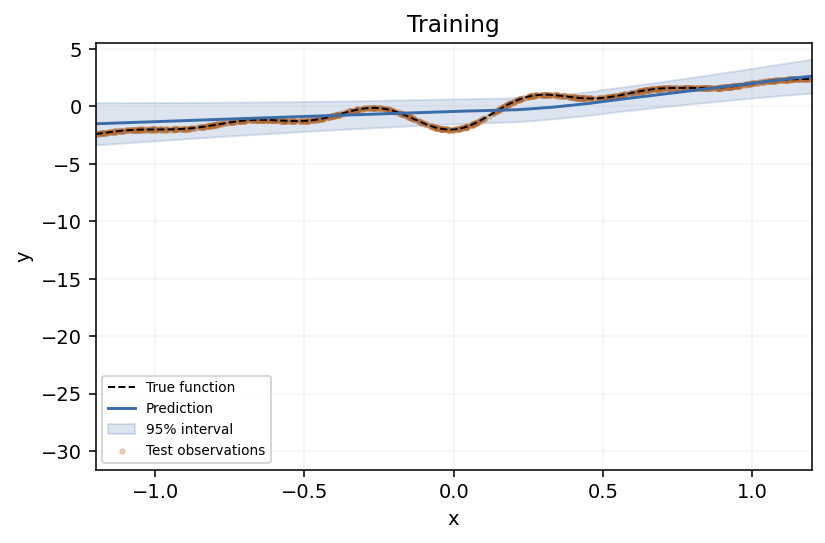 Training
5
0
−5
−10
−15
−20
−25
−30
y
True function
Prediction
95% interval
Test observations
−1.0 −0.5 0.0 0.5 1.0
x